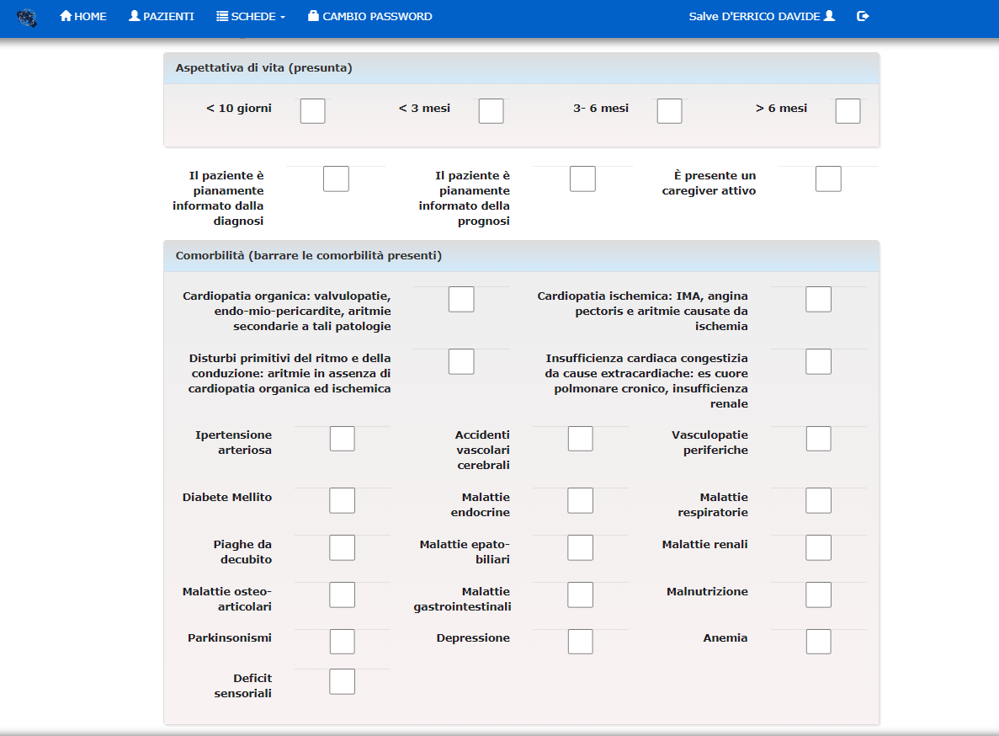 HOME PAZIENTI SCHEDE CAMBIO PASSWORD Salve D'ERRICO DAVIDE
Aspettativa di vita (presunta)
< 10 giorni
< 3 mesi
3- 6 mesi
> 6 mesi
Il paziente è
pianamente
informato dalla
diagnosi
Il paziente è
pianamente
informato della
prognosi
È presente un
caregiver attivo
Comorbilità (barrare le comorbilità presenti)
Cardiopatia organica: valvulopatie,
endo-mio-pericardite, aritmie
secondarie a tali patologie
Cardiopatia ischemica: IMA, angina
pectoris e aritmie causate da
ischemia
Disturbi primitivi del ritmo e della
conduzione: aritmie in assenza di
cardiopatia organica ed ischemica
Insufficienza cardiaca congestizia
da cause extracardiache: es cuore
polmonare cronico, insufficienza
renale
Ipertensione
arteriosa
Accidenti
vascolari
cerebrali
Vasculopatie
periferiche
Diabete Mellito
Malattie
endocrine
Malattie
respiratorie
Piaghe da
decubito
Malattie epato-
biliari
Malattie renali
Malattie osteo-
articolari
Malattie
gastrointestinali
Malnutrizione
Parkinsonismi
Depressione
Anemia
Deficit
sensoriali